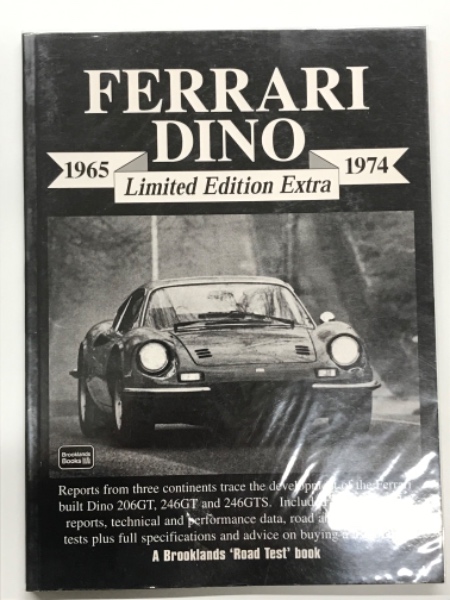 FERRARI
DINO
1965
Limited Edition Extra
1974
Brooklands
Books
Reports from three continents trace the development of the Ferrari
built Dino 206GT, 246GT and 246GTS. Includ
reports, technical and performance data, road a
tests plus full specifications and advice on buying
A Brooklands 'Road Test' book